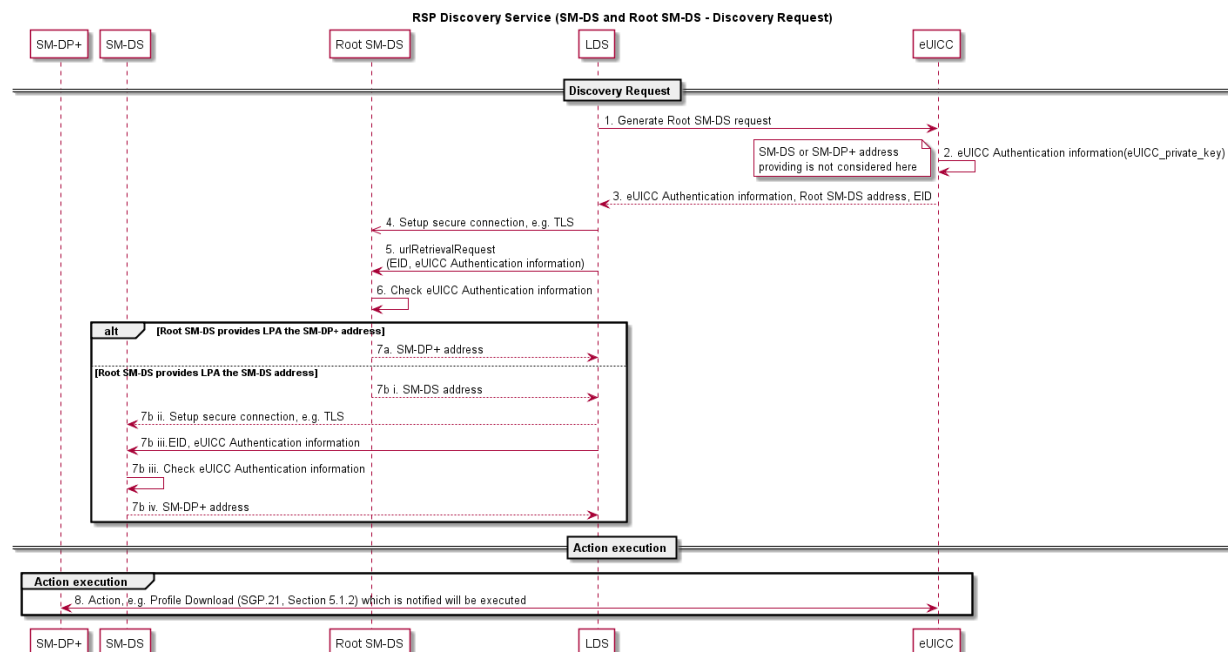 RSP Discovery Service (SM-DS and Root SM-DS - Discovery Request)
SM-DP+
SM-DS
Root SM-DS
LDS
eUICC
Discovery Request
1. Generate Root SM-DS request
SM-DS or SM-DP+ address
providing is not considered here
2. eUICC Authentication information(eUICC_private_key)
3. eUICC Authentication information, Root SM-DS address, EID
4. Setup secure connection, e.g. TLS
5. urlRetrievalRequest
(EID, eUICC Authentication information)
6. Check eUICC Authentication information
alt
[Root SM-DS provides LPA the SM-DP+ address]
7a. SM-DP+ address
[Root SM-DS provides LPA the SM-DS address]
7b i. SM-DS address
7b ii. Setup secure connection, e.g. TLS
7b iii.EID, eUICC Authentication information
7b iii. Check eUICC Authentication information
7b iv. SM-DP+ address
Action execution
Action execution
8. Action, e.g. Profile Download (SGP.21, Section 5.1.2) which is notified will be executed
SM-DP+
SM-DS
Root SM-DS
LDS
eUICC